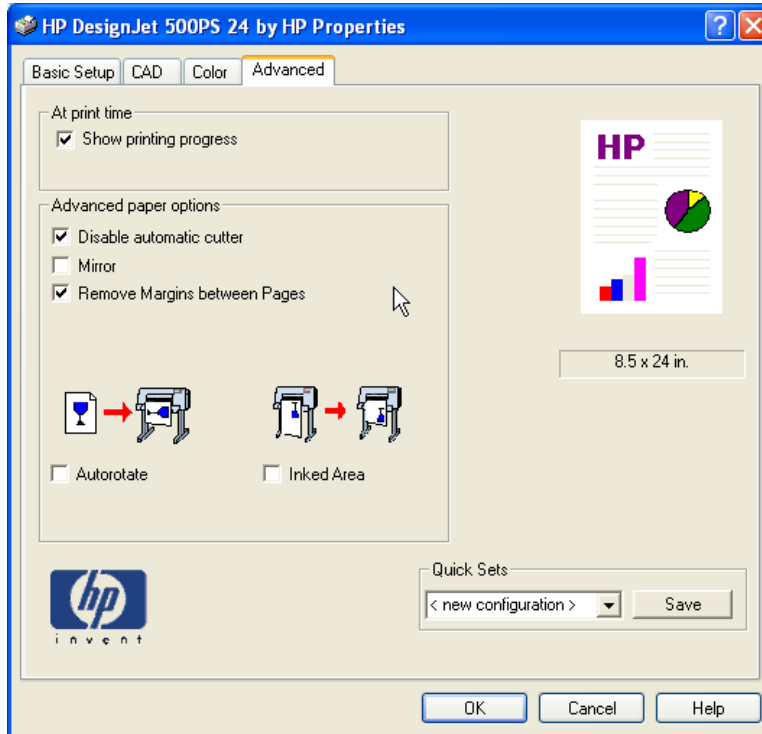 HP DesignJet 500PS 24 by HP Properties
Basic Setup CAD Color Advanced
At print time
Show printing progress
HP
Advanced paper options
Disable automatic cutter
Mirror
Remove Margins between Pages
8.5 x 24 in.
Autorotate Inked Area
hp
invent
Quick Sets
< new configuration > Save
OK Cancel Help